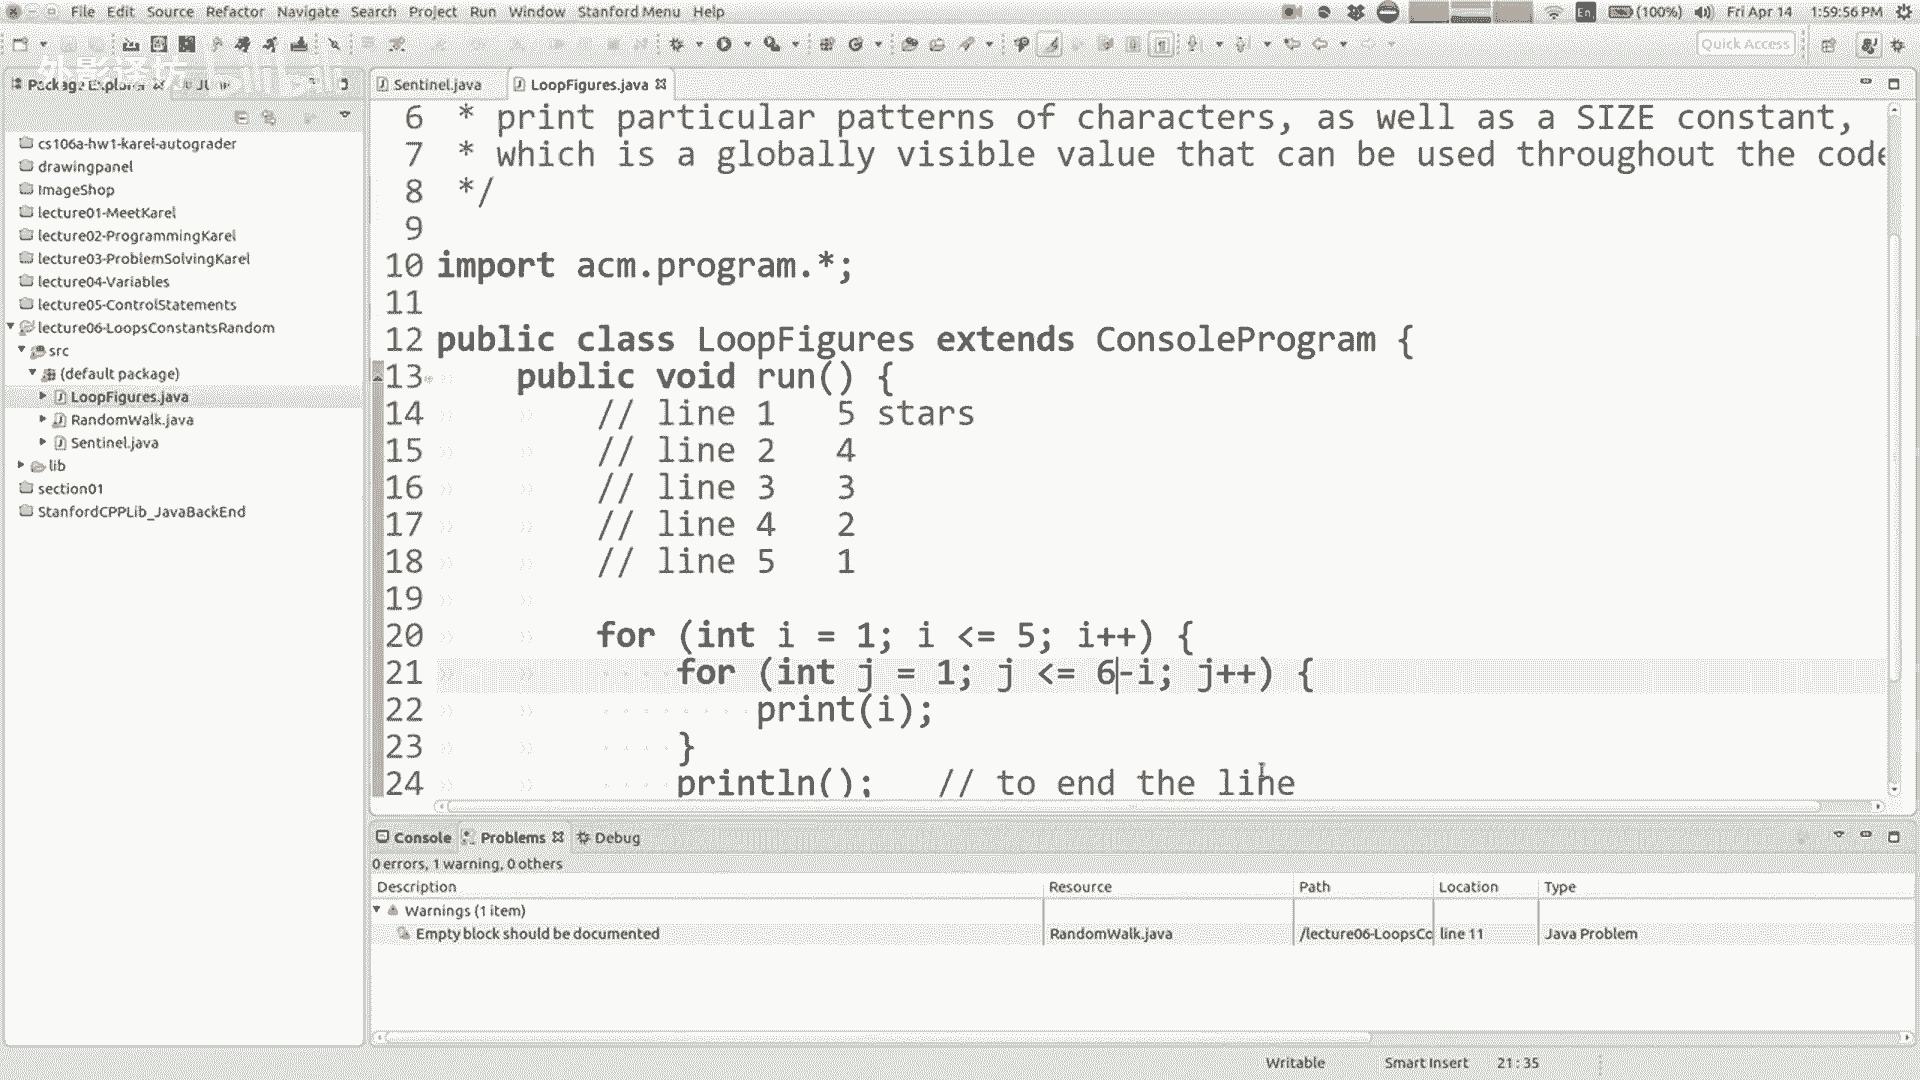 File Edit Source Refactor Navigate Search Project Run Window Stanford Menu Help
En (100%) Fri Apr 14 1:59:56 PM
Quick Access
外影译坊 bilibili
Package Explorer
Sentinel.java LoopFigures.java
cs106a-hw1-karel-autograder
drawingpanel
ImageShop
lecture01-MeetKarel
lecture02-ProgrammingKarel
lecture03-ProblemSolvingKarel
lecture04-Variables
lecture05-ControlStatements
lecture06-LoopsConstantsRandom
src
(default package)
LoopFigures.java
RandomWalk.java
Sentinel.java
lib
section01
StanfordCPPLib_JavaBackEnd
6 * print particular patterns of characters, as well as a SIZE constant,
7 * which is a globally visible value that can be used throughout the code
8 */
9
10 import acm.program.*;
11
12 public class LoopFigures extends ConsoleProgram {
13 public void run() {
14 // line 1 5 stars
15 // line 2 4
16 // line 3 3
17 // line 4 2
18 // line 5 1
19
20 for (int i = 1; i <= 5; i++) {
21 for (int j = 1; j <= 6-i; j++) {
22 print(i);
23 }
24 println(); // to end the line
Console Problems Debug
0 errors, 1 warning, 0 others
Description Resource Path Location Type
Warnings (1 item)
Empty block should be documented RandomWalk.java /lecture06-LoopsCo line 11 Java Problem
Writable Smart Insert 21 : 35